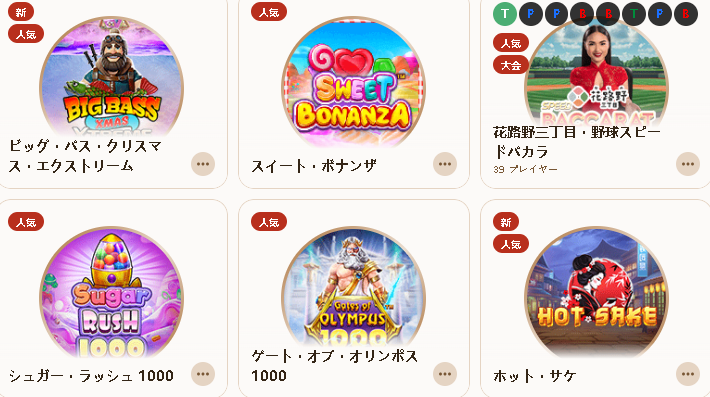 新
人気
BIG BASS
XMAS
XTREME
ビッグ・バス・クリスマ
ス・エクストリーム
人気
SWEET
BONANZA
スイート・ボナンザ
T P P B B T P B
人気
大会
花路野
三丁目
SPEED
BACCARAT
花路野三丁目・野球スピー
ドバカラ
39 プレイヤー
人気
Sugar
RUSH
1000
シュガー・ラッシュ 1000
人気
Gates of
OLYMPUS
1000
ゲート・オブ・オリンポス
1000
新
人気
HOT SAKE
ホット・サケ